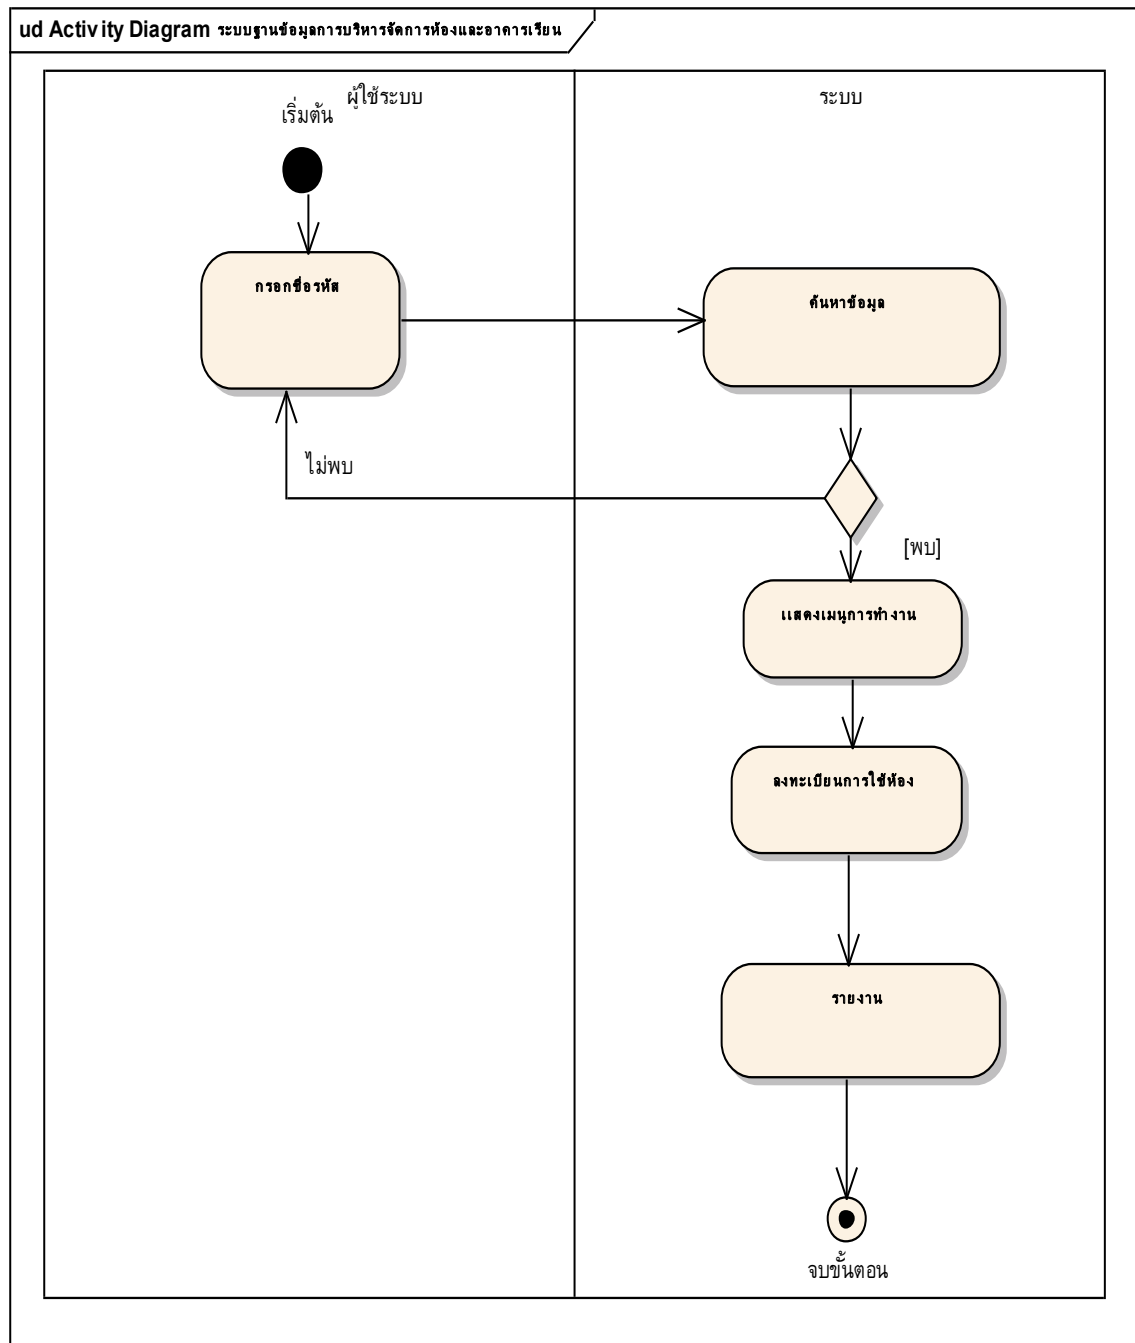 ud Activity Diagram ระบบฐานข้อมูลการบริหารจัดการห้องและอาคารเรียน
ผู้ใช้ระบบ
ระบบ
เริ่มต้น
กรอกชื่อรหัส
ค้นหาข้อมูล
ไม่พบ
[พบ]
แสดงเมนูการทำงาน
ลงทะเบียนการใช้ห้อง
รายงาน
จบขั้นตอน